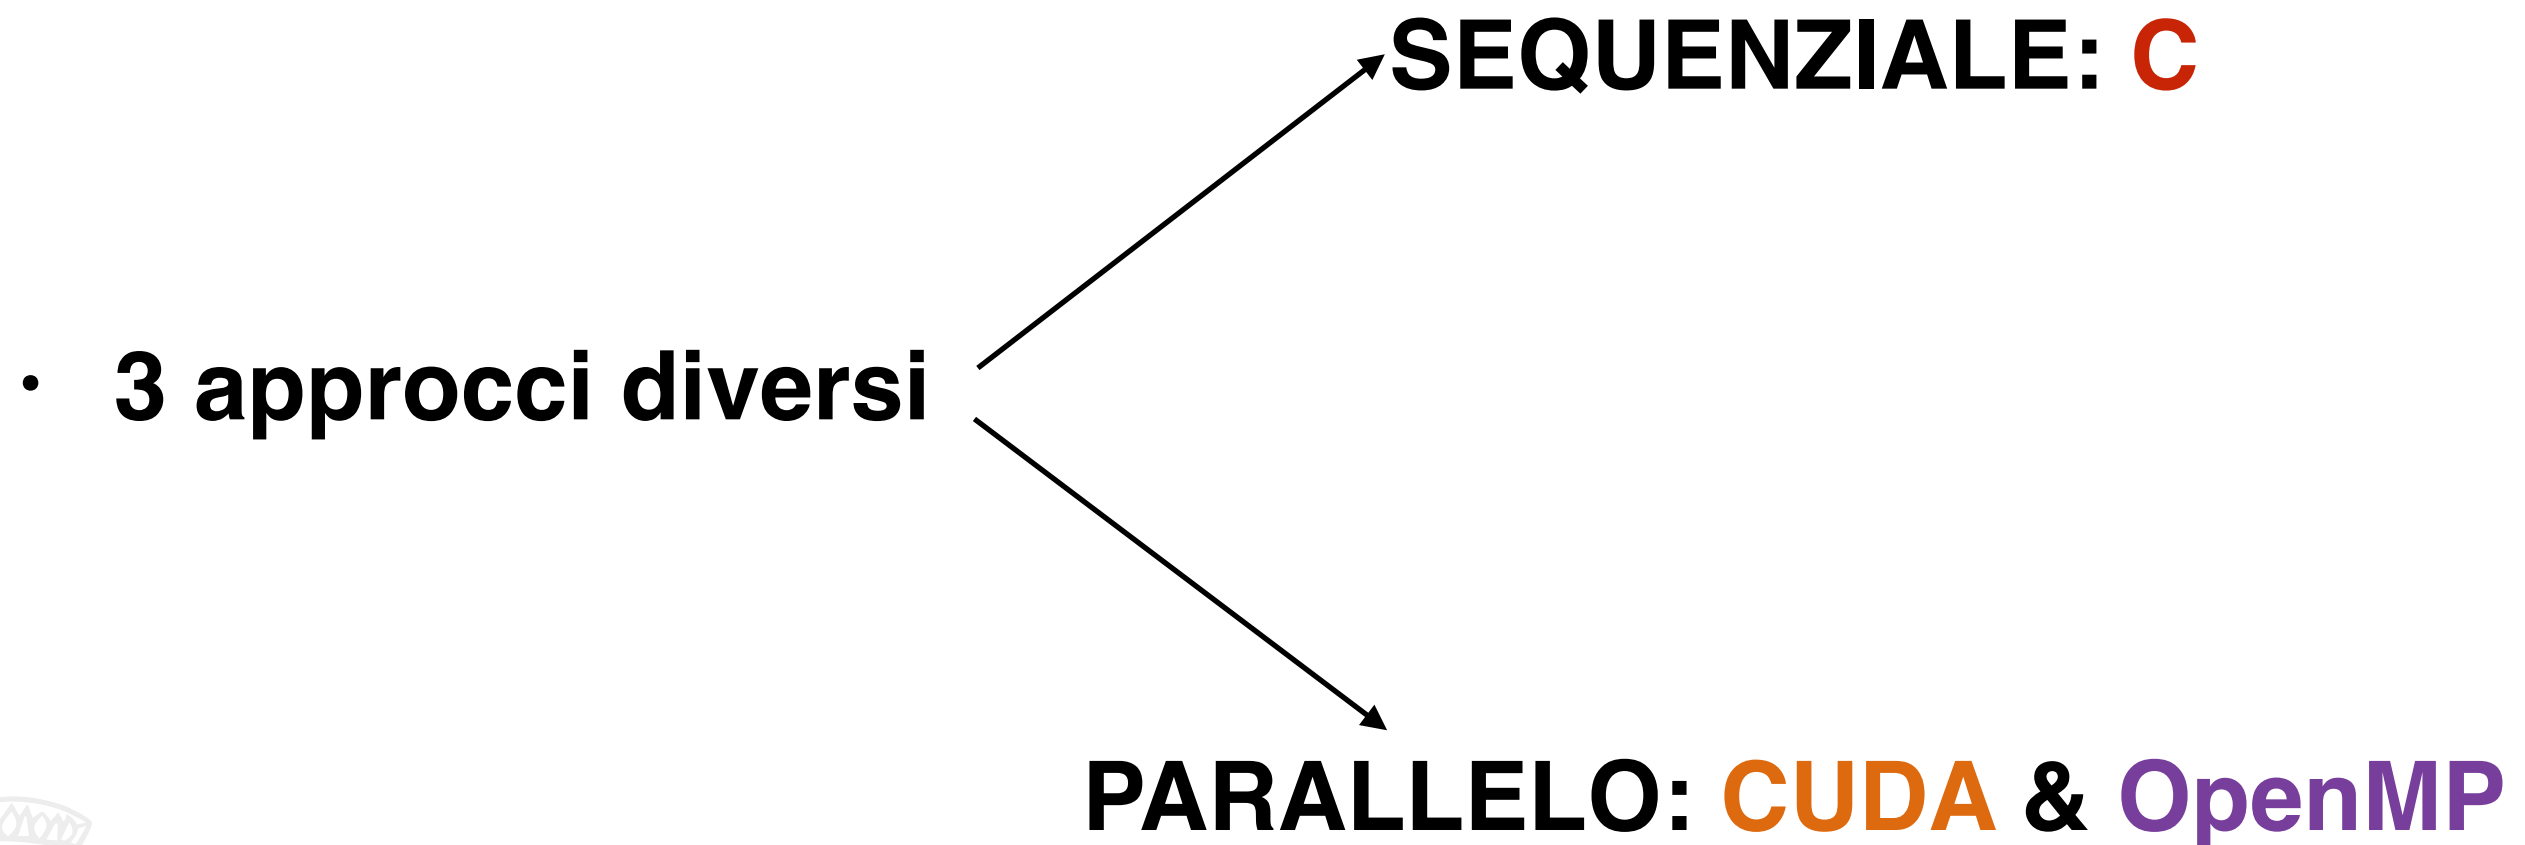 SEQUENZIALE: C
• 3 approcci diversi
PARALLELO: CUDA & OpenMP